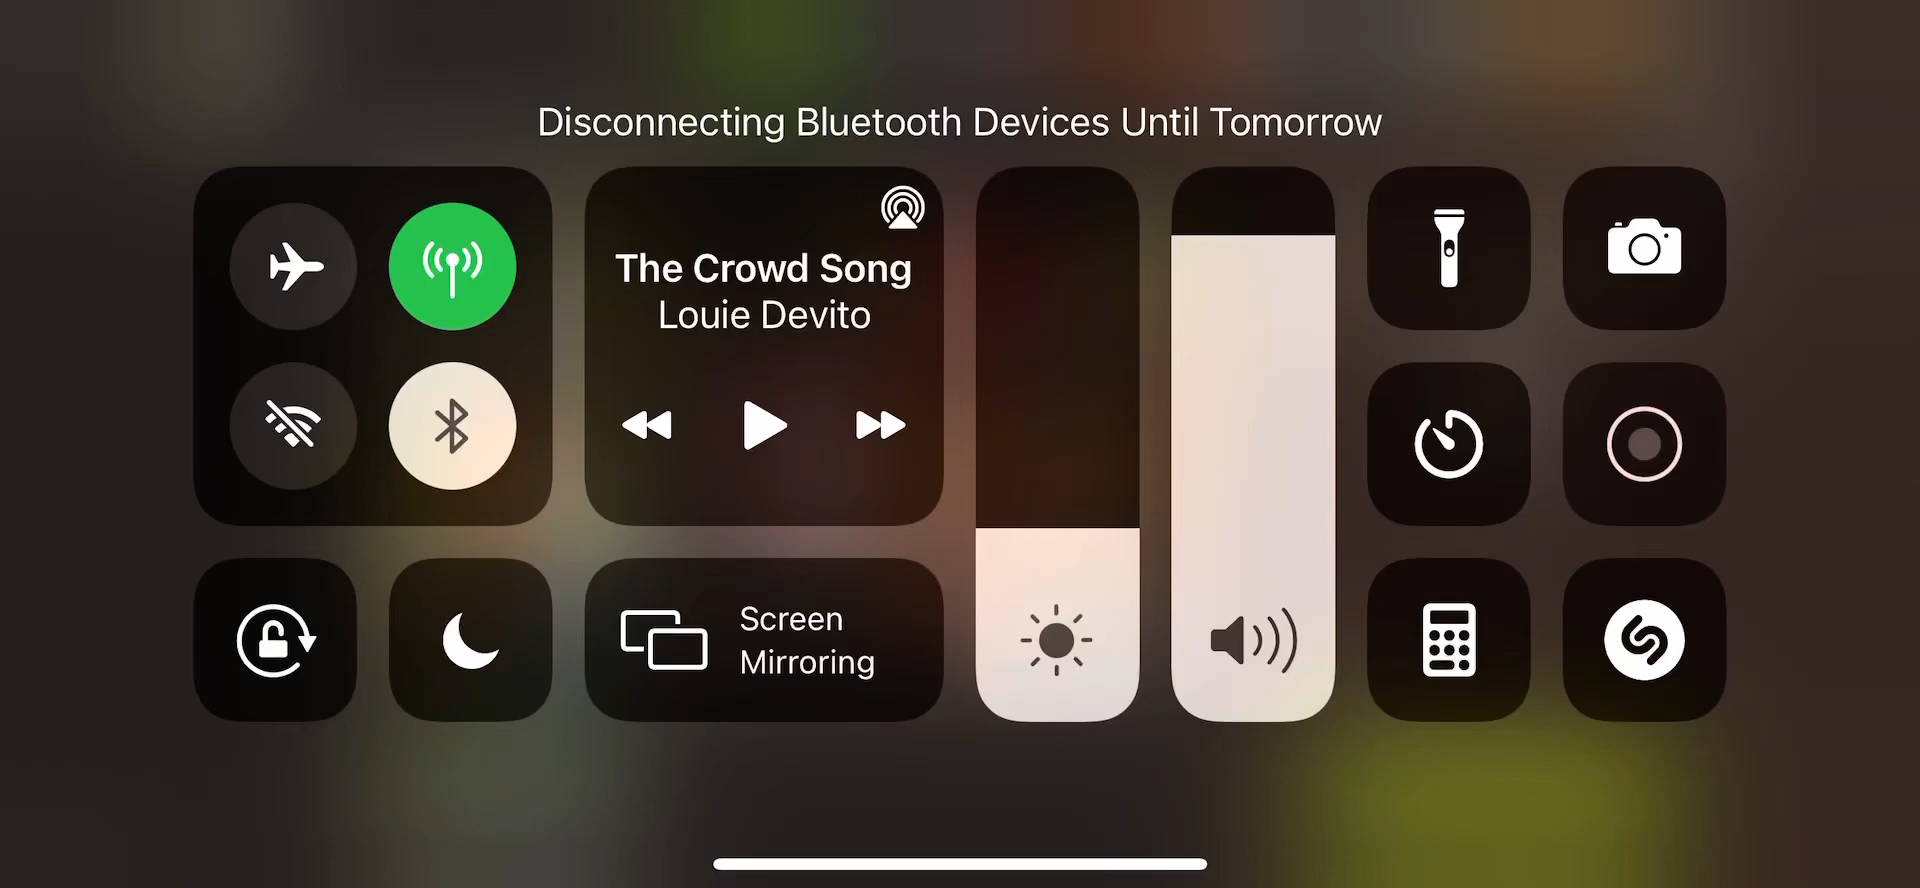 Disconnecting Bluetooth Devices Until Tomorrow
The Crowd Song
Louie Devito
Screen
Mirroring